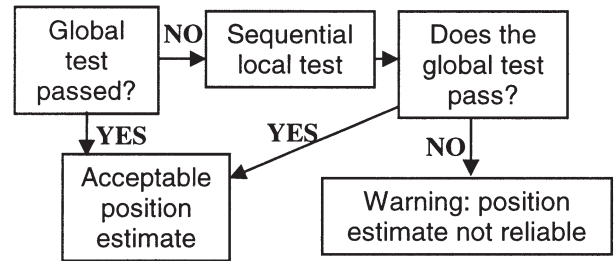 Global
test
passed?
NO
Sequential
local test
Does the
global test
pass?
YES
YES
NO
Acceptable
position
estimate
Warning: position
estimate not reliable